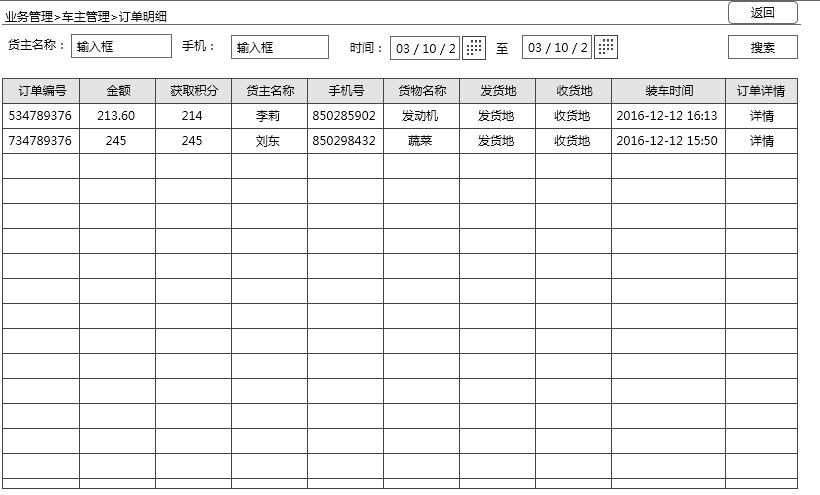 业务管理>车主管理>订单明细 返回
货主名称： 输入框 手机： 输入框 时间： 03 / 10 / 2 至 03 / 10 / 2 搜素
订单编号 金额 获取积分 货主名称 手机号 货物名称 发货地 收货地 装车时间 订单详情
534789376 213.60 214 李莉 850285902 发动机 发货地 收货地 2016-12-12 16:13 详情
734789376 245 245 刘东 850298432 蔬菜 发货地 收货地 2016-12-12 15:50 详情